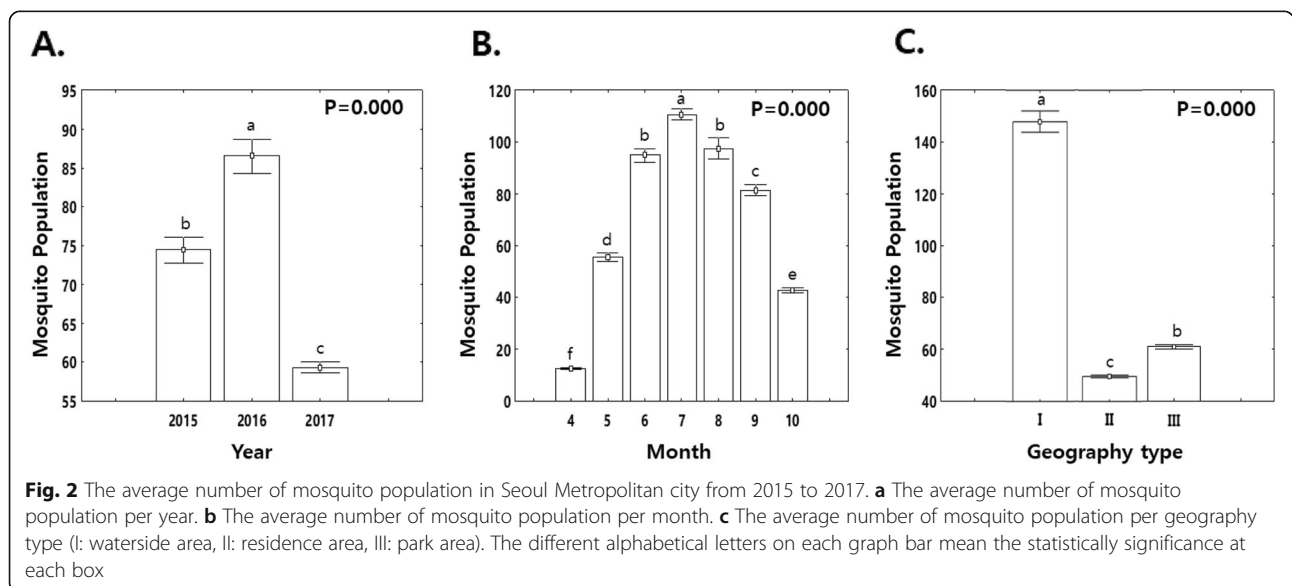 A.
P=0.000
Mosquito Population
95
90
85
80
75
70
65
60
55
b
a
c
2015 2016 2017
Year
B.
P=0.000
Mosquito Population
120
100
80
60
40
20
0
f
d
b
a
b
c
e
4 5 6 7 8 9 10
Month
C.
P=0.000
Mosquito Population
160
140
120
100
80
60
40
a
c
b
I II III
Geography type
Fig. 2 The average number of mosquito population in Seoul Metropolitan city from 2015 to 2017. a The average number of mosquito
population per year. b The average number of mosquito population per month. c The average number of mosquito population per geography
type (I: waterside area, II: residence area, III: park area). The different alphabetical letters on each graph bar mean the statistically significance at
each box